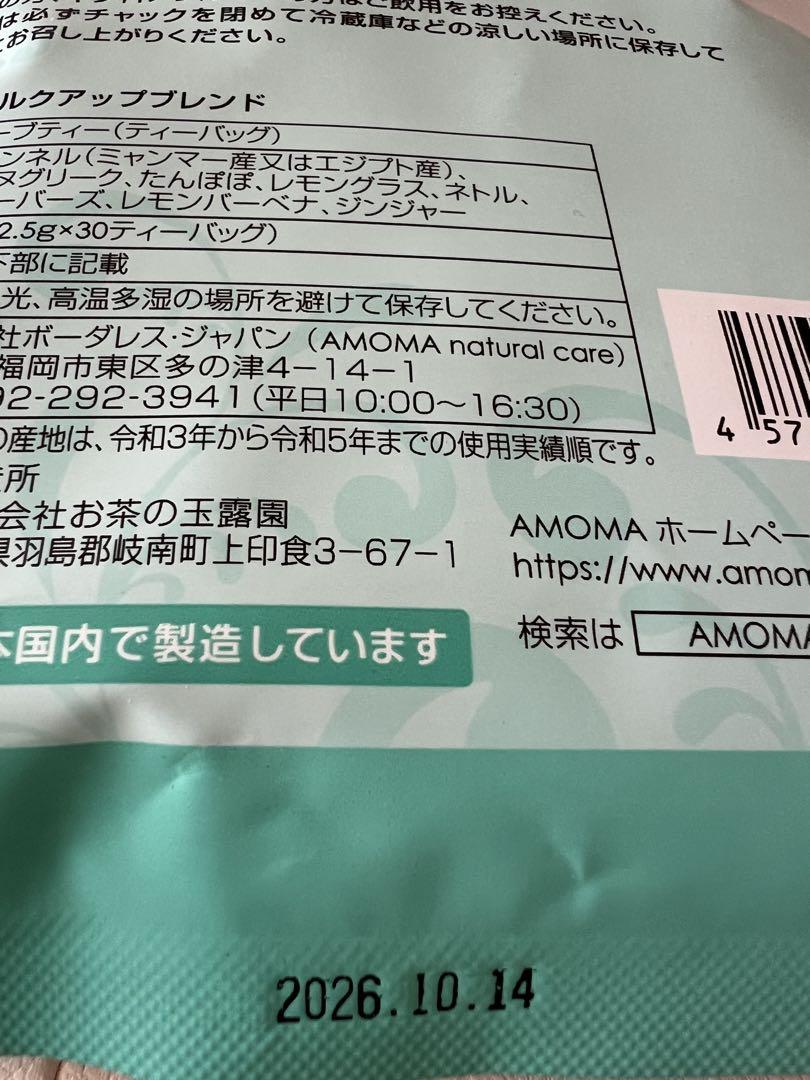 ご飲用をお控えください。
は必ずチャックを閉めて冷蔵庫などの涼しい場所に保存して
お召し上がりください。
ルクアップブレンド
ーブティー(ティーバッグ)
ンネル(ミャンマー産又はエジプト産)、
ヌグリーク、たんぽぽ、レモングラス、ネトル、
ーバーズ、レモンバーベナ、ジンジャー
2.5g×30ティーバッグ)
下部に記載
光、高温多湿の場所を避けて保存してください。
社ボーダレス・ジャパン (AMOMA natural care)
福岡市東区多の津4-14-1
92-292-3941(平日10:00〜16:30)
の産地は、令和3年から令和5年までの使用実績順です。
所
会社お茶の玉露園
県羽島郡岐南町上印食3-67-1
4 57
AMOMA ホームペー
https://www.amom
本国内で製造しています
検索は AMOMA
2026.10.14